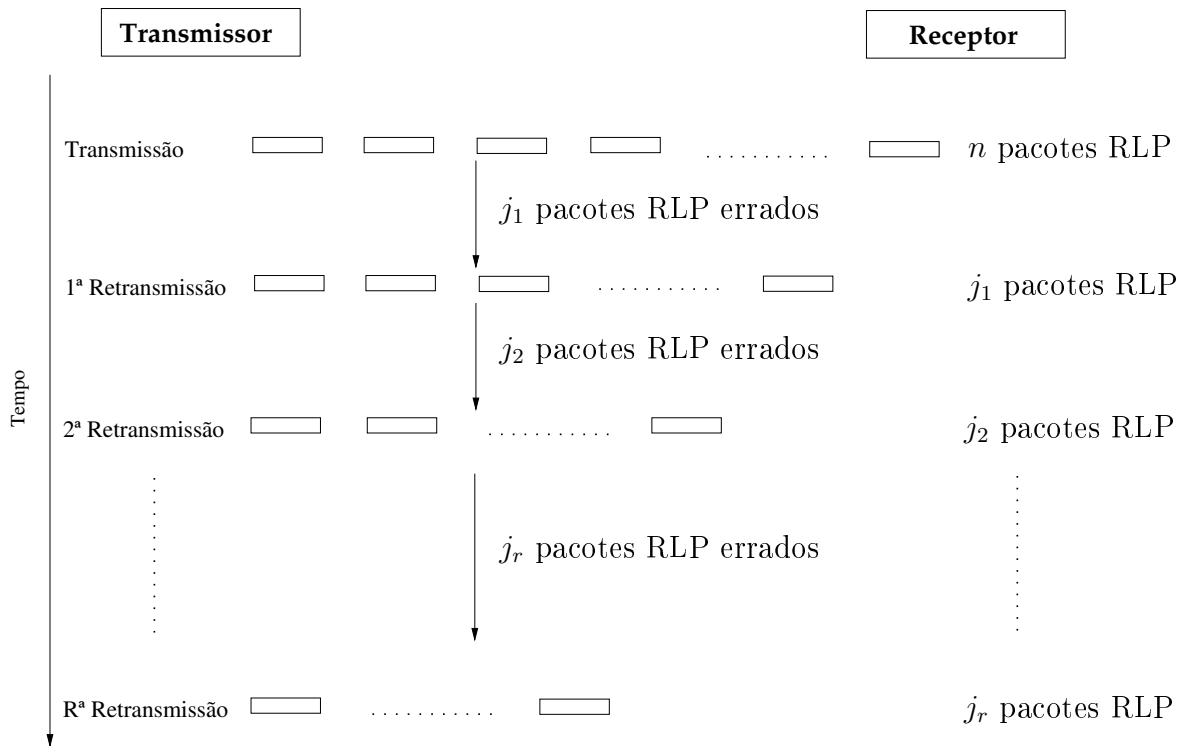 Transmissor
Receptor
Transmissão
n pacotes RLP
j₁ pacotes RLP errados
1ª Retransmissão
j₁ pacotes RLP
j₂ pacotes RLP errados
Tempo
2ª Retransmissão
j₂ pacotes RLP
jᵣ pacotes RLP errados
Rª Retransmissão
jᵣ pacotes RLP